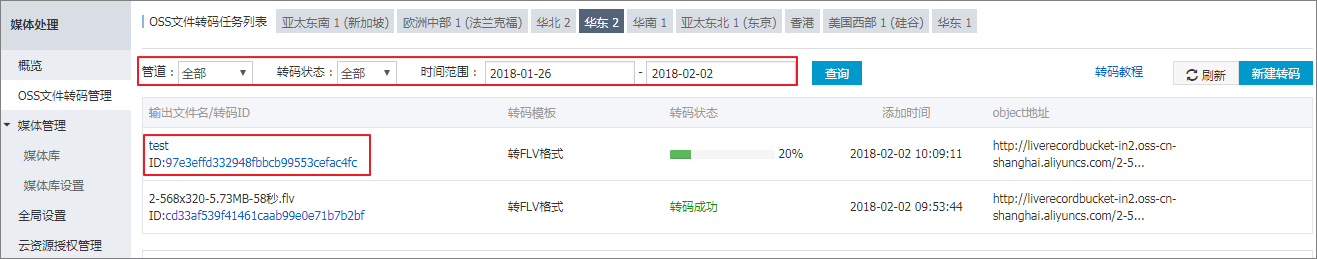 媒体处理
概览
OSS文件转码管理
媒体管理
媒体库
媒体库设置
全局设置
云资源授权管理
OSS文件转码任务列表 亚太东南 1 (新加坡) 欧洲中部 1 (法兰克福) 华北 2 华东 2 华南 1 亚太东北 1 (东京) 香港 美国西部 1 (硅谷) 华东 1
管道： 全部 转码状态： 全部 时间范围： 2018-01-26 - 2018-02-02 查询 转码教程 刷新 新建转码
输出文件名/转码ID 转码模板 转码状态 添加时间 object地址
test
ID:97e3effd332948fbbcb99553cefac4fc 转FLV格式 20% 2018-02-02 10:09:11 http://liverecordbucket-in2.oss-cn-
shanghai.aliyuncs.com/2-5...
2-568x320-5.73MB-58秒.flv
ID:cd33af539f41461caab99e0e71b7b2bf 转FLV格式 转码成功 2018-02-02 09:53:44 http://liverecordbucket-in2.oss-cn-
shanghai.aliyuncs.com/2-5...